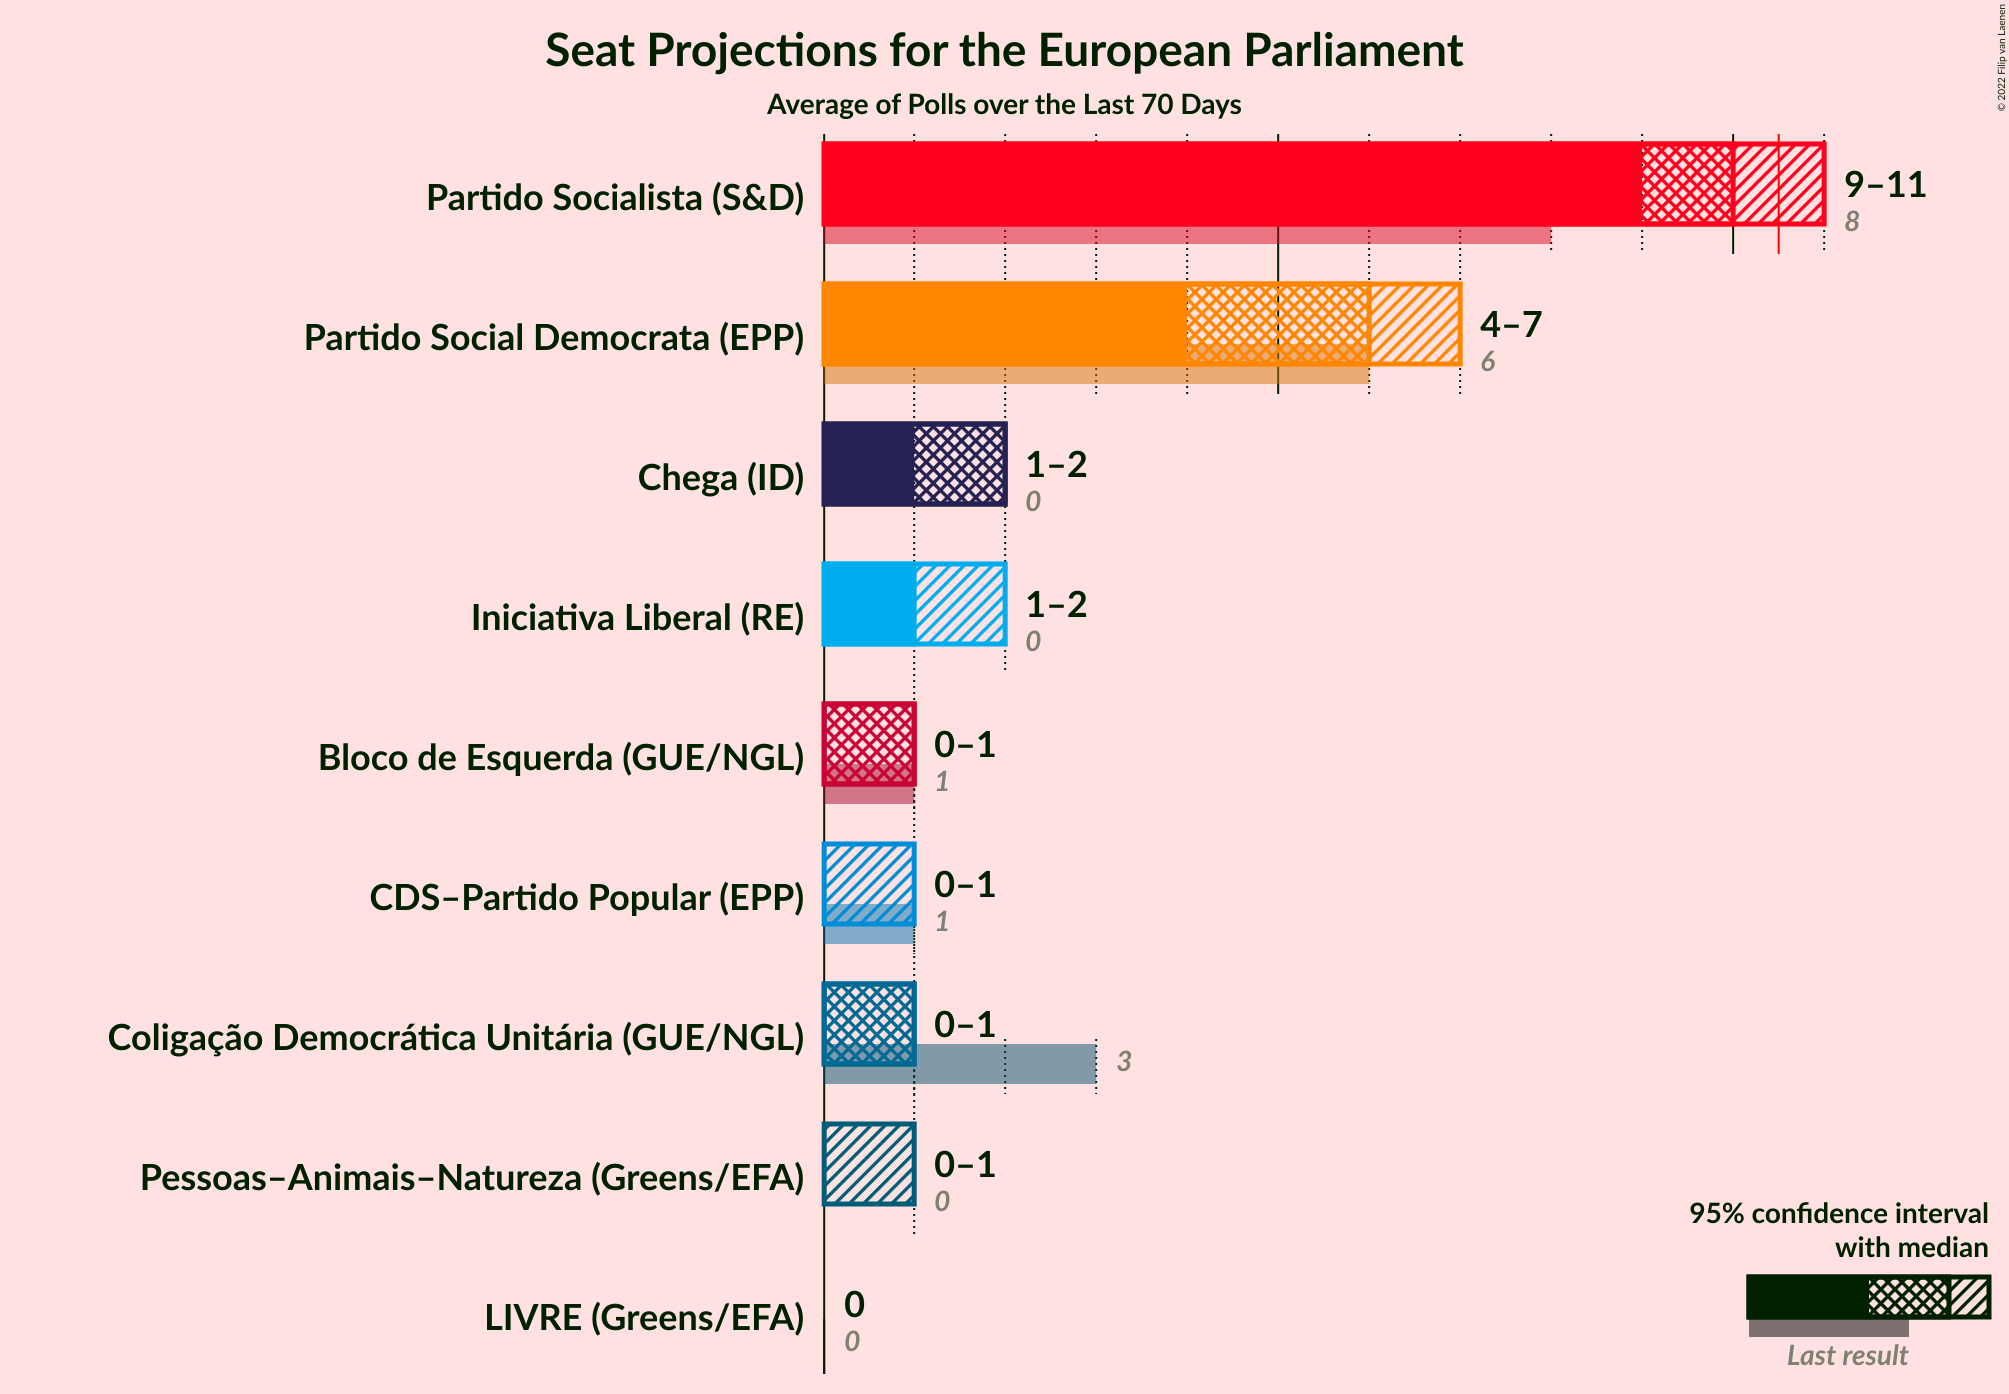 Seat Projections for the European Parliament
Average of Polls over the Last 70 Days
© 2022 Filip van Laenen
Partido Socialista (S&D)
9–11
8
Partido Social Democrata (EPP)
4–7
6
Chega (ID)
1–2
0
Iniciativa Liberal (RE)
1–2
0
Bloco de Esquerda (GUE/NGL)
0–1
1
CDS–Partido Popular (EPP)
0–1
1
Coligação Democrática Unitária (GUE/NGL)
0–1
3
Pessoas–Animais–Natureza (Greens/EFA)
0–1
0
LIVRE (Greens/EFA)
0
0
95% confidence interval
with median
Last result